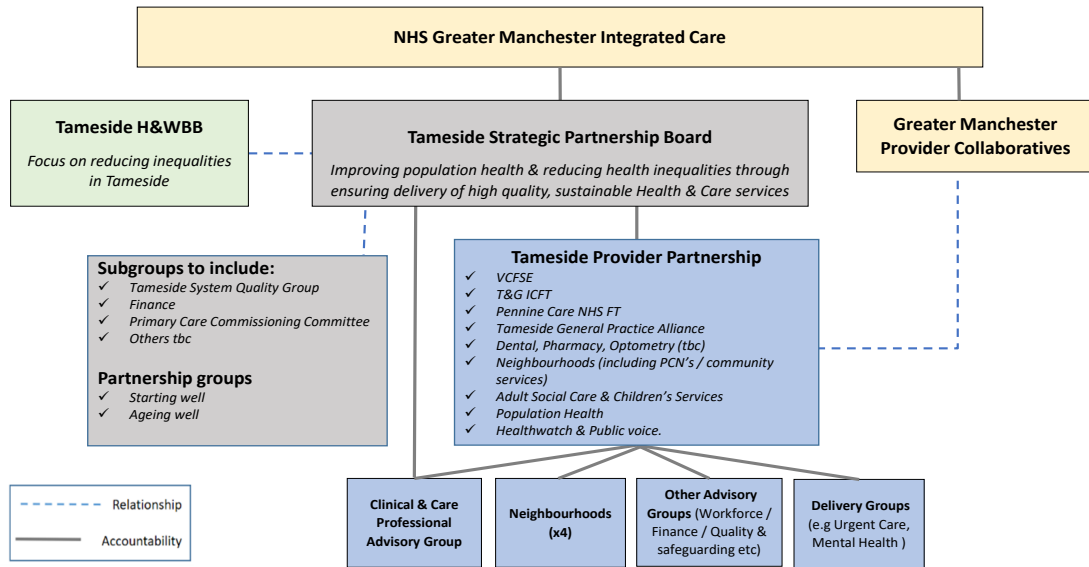 NHS Greater Manchester Integrated Care
Tameside H&WBB
Focus on reducing inequalities
in Tameside
Tameside Strategic Partnership Board
Improving population health & reducing health inequalities through
ensuring delivery of high quality, sustainable Health & Care services
Greater Manchester
Provider Collaboratives
Subgroups to include:
✓ Tameside System Quality Group
✓ Finance
✓ Primary Care Commissioning Committee
✓ Others tbc
Partnership groups
✓ Starting well
✓ Ageing well
Tameside Provider Partnership
✓ VCFSE
✓ T&G ICFT
✓ Pennine Care NHS FT
✓ Tameside General Practice Alliance
✓ Dental, Pharmacy, Optometry (tbc)
✓ Neighbourhoods (including PCN's / community
services)
✓ Adult Social Care & Children's Services
✓ Population Health
✓ Healthwatch & Public voice.
Clinical & Care
Professional
Advisory Group
Neighbourhoods
(x4)
Other Advisory
Groups (Workforce /
Finance / Quality &
safeguarding etc)
Delivery Groups
(e.g Urgent Care,
Mental Health )
Relationship
Accountability